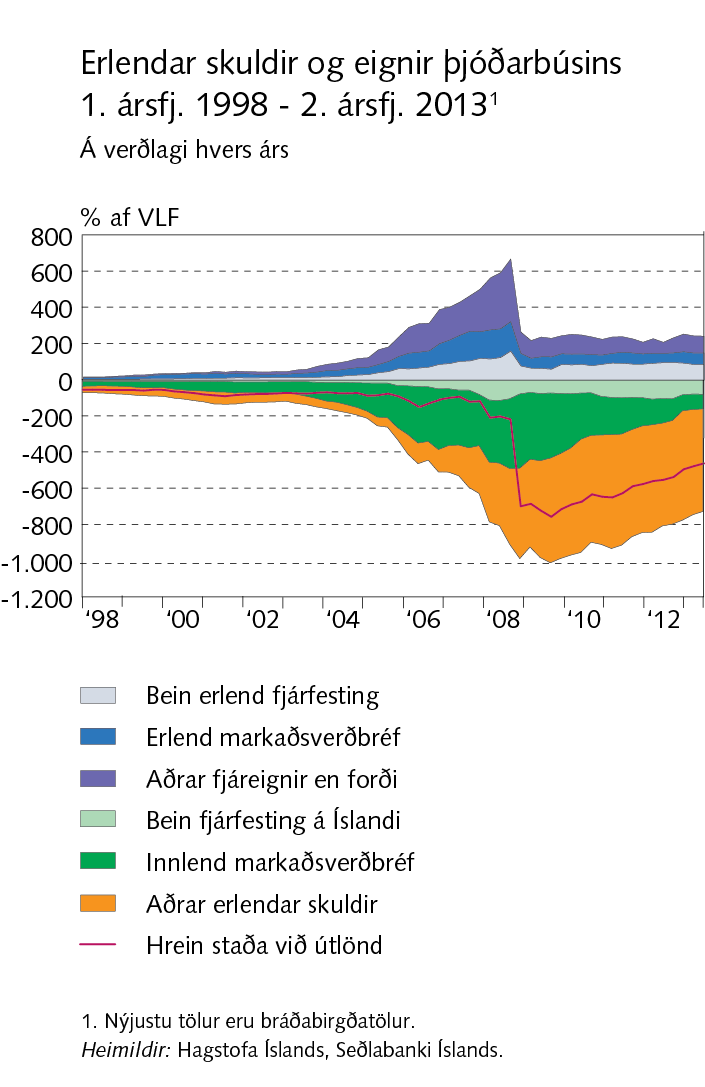 Erlendar skuldir og eignir þjóðarbúsins
1. ársfj. 1998 - 2. ársfj. 2013¹
Á verðlagi hvers árs
% af VLF
800
600
400
200
0
-200
-400
-600
-800
-1.000
-1.200
‘98 ‘00 ‘02 ‘04 ‘06 ‘08 ‘10 ‘12
Bein erlend fjárfesting
Erlend markaðsverðbréf
Aðrar fjáreignir en forði
Bein fjárfesting á Íslandi
Innlend markaðsverðbréf
Aðrar erlendar skuldir
Hrein staða við útlönd
1. Nýjustu tölur eru bráðabirgðatölur.
Heimildir: Hagstofa Íslands, Seðlabanki Íslands.